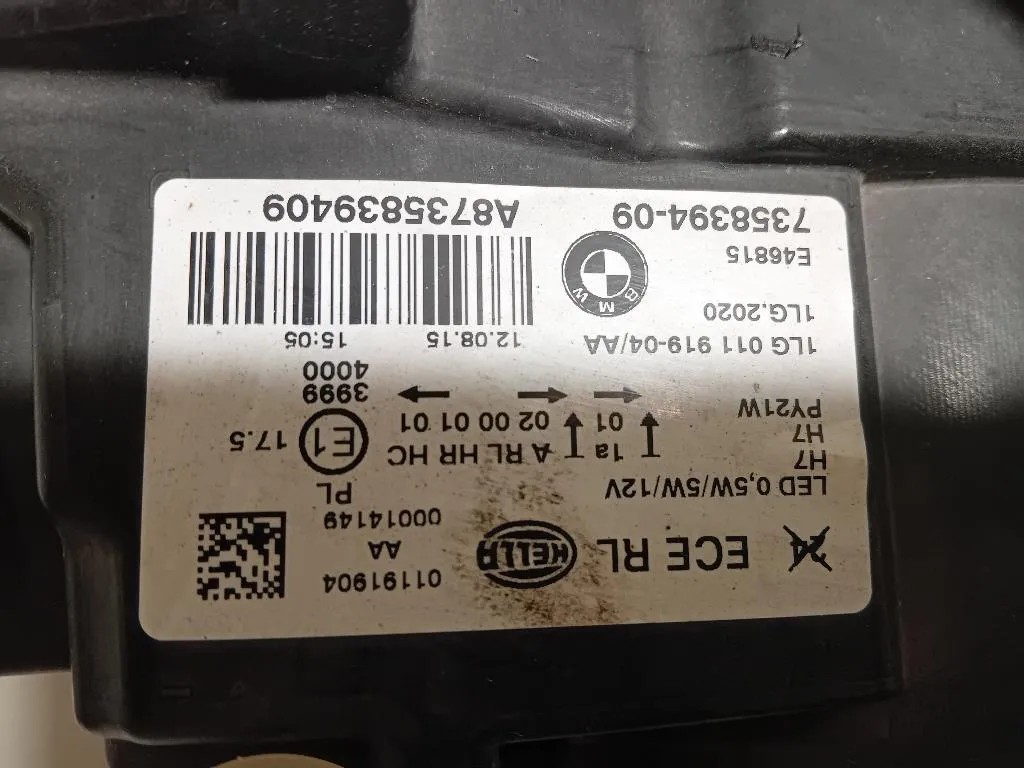 24 ECE RL HELLA 01191904
AA
00014149
LED 0,5W/5W/12V PL
H7
H7
PY21W
1a A RL HR HC E1 17.5
01 02 00 01 01 3999
4000
1LG 011 919-04/AA 12.08.15 15:05
1LG.2020
BMW
E46815
7358394-09 A8735839409